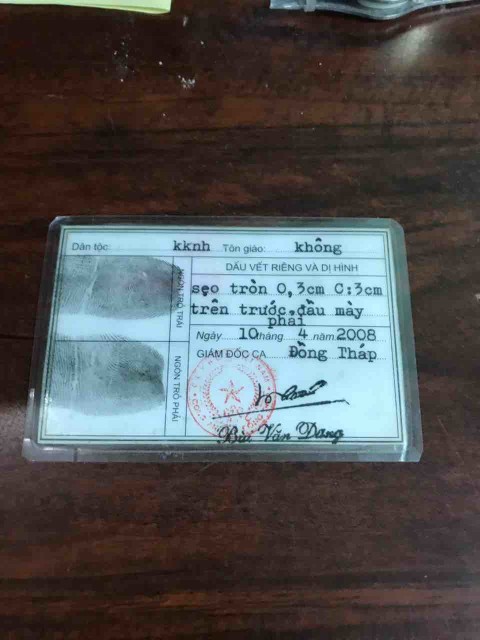 Dân tộc: kknh Tôn giáo: không
NGÓN TRỎ TRÁI
NGÓN TRỎ PHẢI
DẤU VẾT RIÊNG VÀ DỊ HÌNH
sẹo tròn 0,3cm C:3cm
trên trước đầu mày
phải
Ngày 10 tháng 4 năm 2008
GIÁM ĐỐC CA Đồng Tháp
Bùi Văn Dang